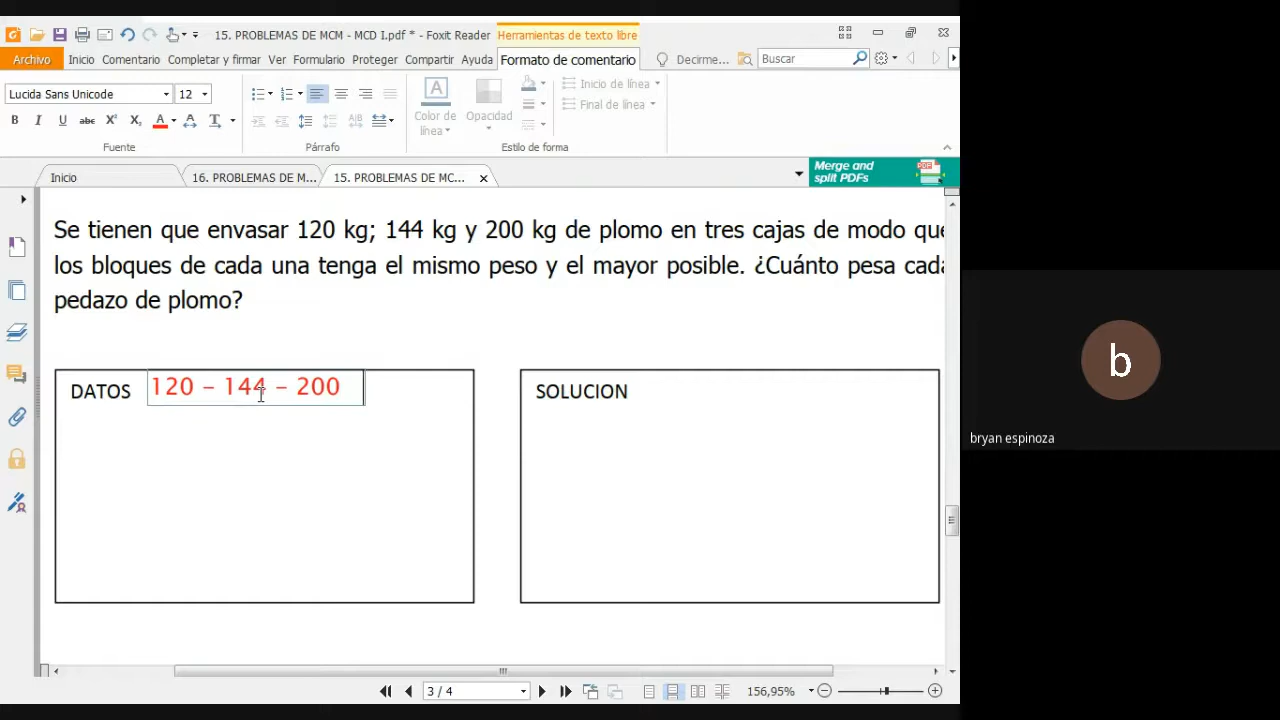 15. PROBLEMAS DE MCM - MCD I.pdf * - Foxit Reader
Herramientas de texto libre
Archivo Inicio Comentario Completar y firmar Ver Formulario Proteger Compartir Ayuda Formato de comentario Decirme... Buscar
Lucida Sans Unicode 12
Color de línea
Opacidad
Inicio de línea
Final de línea
Fuente Párrafo Estilo de forma
Inicio
16. PROBLEMAS DE M...
15. PROBLEMAS DE MC...
Merge and
split PDFs
Se tienen que envasar 120 kg; 144 kg y 200 kg de plomo en tres cajas de modo que
los bloques de cada una tenga el mismo peso y el mayor posible. ¿Cuánto pesa cada
pedazo de plomo?
DATOS 120 – 144 – 200
SOLUCION
b
bryan espinoza
3 / 4
156,95%